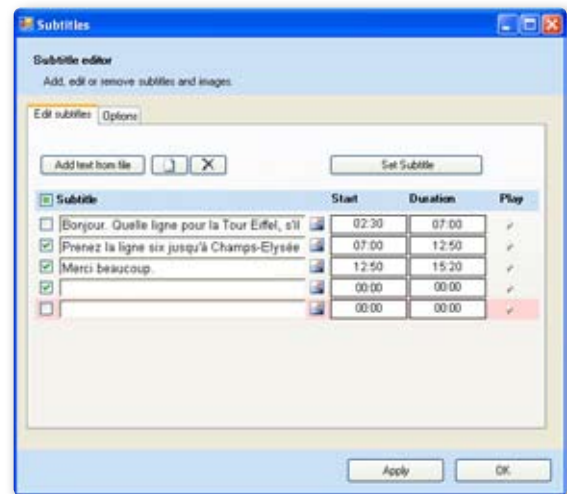 Subtitles
Subtitle editor
Add, edit or remove subtitles and images.
Edit subtitles Options
Add text from file Set Subtitle
Subtitle Start Duration Play
Bonjour. Quelle ligne pour la Tour Eiffel, s'il 02:30 07:00
Prenez la ligne six jusqu'à Champs-Elysée 07:00 12:50
Merci beaucoup. 12:50 15:20
00:00 00:00
00:00 00:00
Apply OK